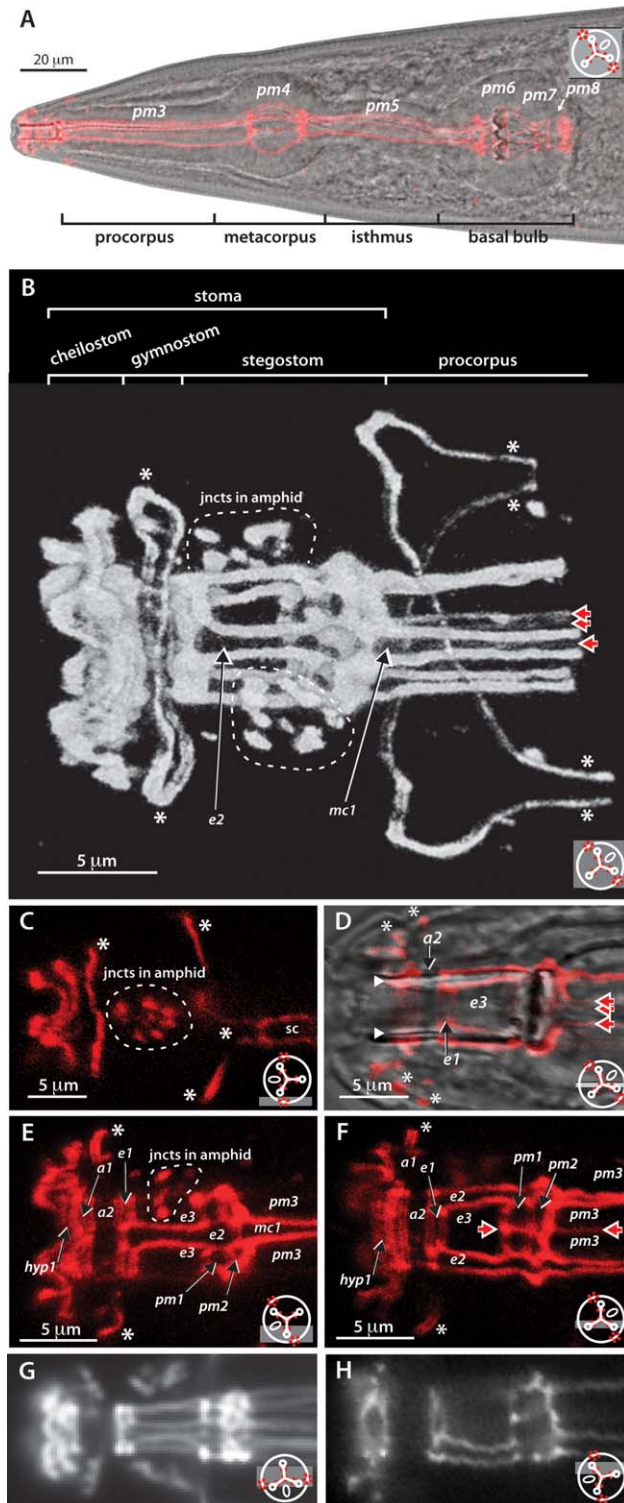 A
20 µm
pm3
pm4
pm5
pm6
pm7
pm8
procorpus
metacorpus
isthmus
basal bulb
B
stoma
cheilostom
gymnostom
stegostom
procorpus
*
*
*
jncts in amphid
*
*
*
e2
mc1
5 µm
C
*
*
jncts in amphid
*
sc
*
5 µm
D
*
*
a2
e3
e1
*
*
5 µm
E
*
a1
e1
jncts in amphid
a2
e3
pm3
e2
mc1
e3
pm3
hyp1
pm1
pm2
*
5 µm
F
*
a1
e1
pm1
pm2
e2
pm3
a2
e3
pm3
pm3
e2
hyp1
*
5 µm
G
H